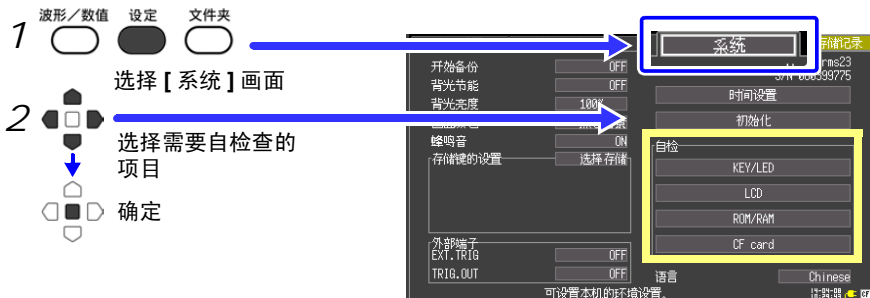 波形／数值 设定 文件夹
1
选择 [ 系统 ] 画面
2
选择需要自检查的
项目
确定
系统
存储记录
开始备份 OFF
背光节能 OFF
背光亮度 100%
蜂鸣音 ON
存储键的设置 选择存储
外部端子
EXT.TRIG OFF
TRIG.OUT OFF
时间设置
初始化
自检
KEY/LED
LCD
ROM/RAM
CF card
语言 Chinese
可设置本机的环境设置。
CF